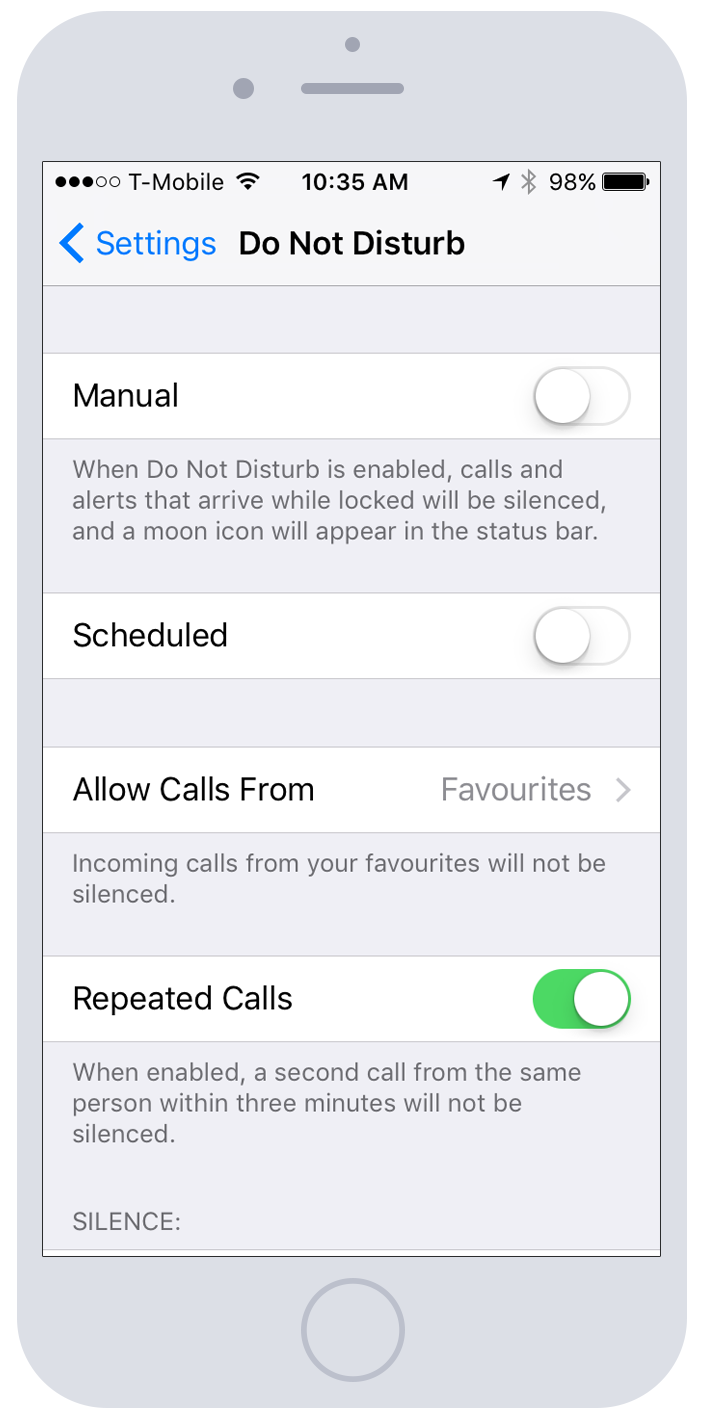 T-Mobile 10:35 AM 98%
Settings Do Not Disturb
Manual
When Do Not Disturb is enabled, calls and
alerts that arrive while locked will be silenced,
and a moon icon will appear in the status bar.
Scheduled
Allow Calls From Favourites
Incoming calls from your favourites will not be
silenced.
Repeated Calls
When enabled, a second call from the same
person within three minutes will not be
silenced.
SILENCE: